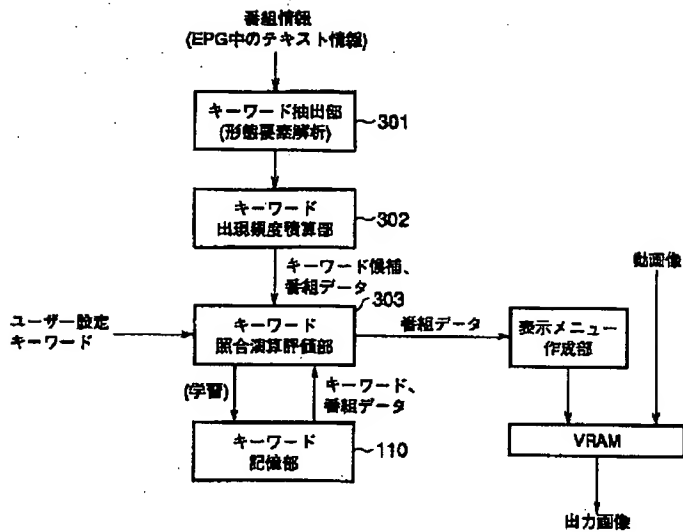 番組情報
(EPG中のテキスト情報)
キーワード抽出部
(形態要素解析)
301
キーワード
出現頻度積算部
302
キーワード候補、
番組データ
303
動画像
ユーザー設定
キーワード
キーワード
照合演算評価部
番組データ
表示メニュー
作成部
(学習)
キーワード、
番組データ
キーワード
記憶部
110
VRAM
出力画像